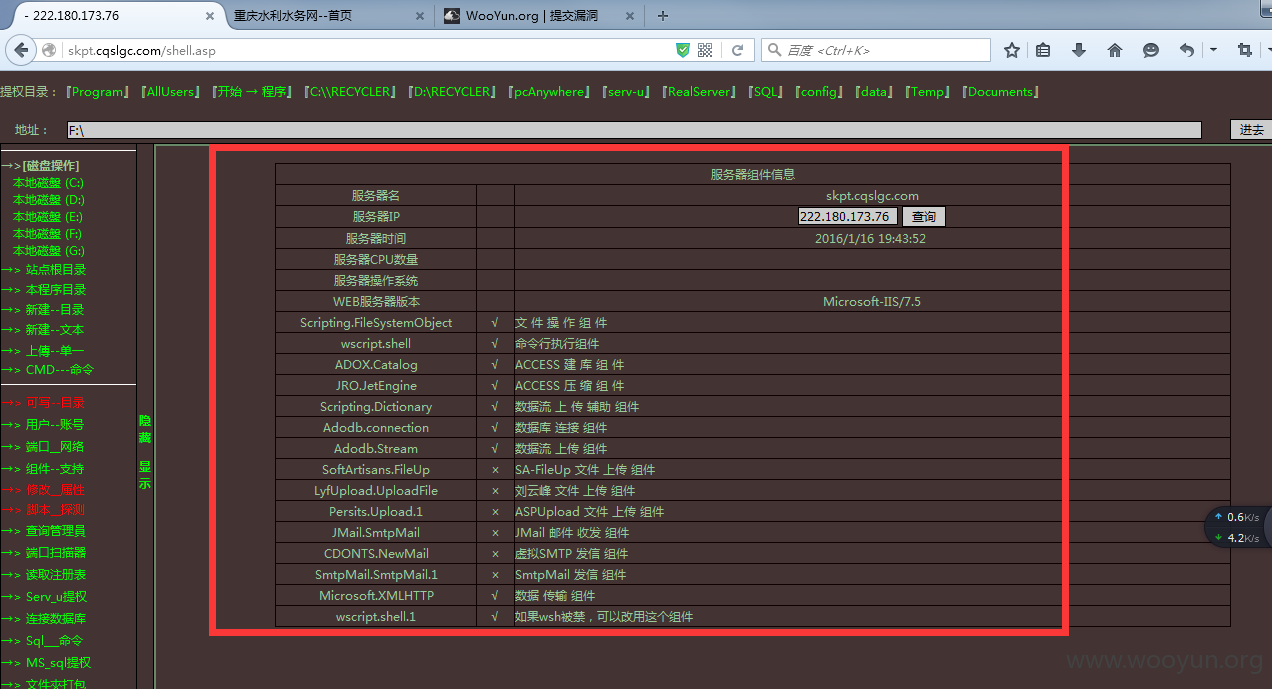 - 222.180.173.76 × 重庆水利水务网--首页 × WooYun.org | 提交漏洞 × +
skpt.cqslgc.com/shell.asp 百度 <Ctrl+K>
提权目录： 『Program』 『AllUsers』 『开始 → 程序』 『C:\\RECYCLER』 『D:\RECYCLER』 『pcAnywhere』 『serv-u』 『RealServer』 『SQL』 『config』 『data』 『Temp』 『Documents』
地址： F:\ 进去
→>[磁盘操作]
本地磁盤 (C:)
本地磁盤 (D:)
本地磁盤 (E:)
本地磁盤 (F:)
本地磁盤 (G:)
→> 站点根目录
→> 本程序目录
→> 新建--目录
→> 新建--文本
→> 上傳--单一
→> CMD---命令
→> 可写--目录
→> 用户--账号
→> 端口__网络
→> 组件--支持
→> 修改__属性
→> 脚本__探测
→> 查询管理員
→> 端口扫描器
→> 读取注册表
→> Serv_u提权
→> 连接数据库
→> Sql___命令
→> MS_sql提权
→> 文件夹打包
隐
藏
显
示
服务器组件信息
服务器名 skpt.cqslgc.com
服务器IP 222.180.173.76 查询
服务器时间 2016/1/16 19:43:52
服务器CPU数量
服务器操作系统
WEB服务器版本 Microsoft-IIS/7.5
Scripting.FileSystemObject √ 文 件 操 作 组 件
wscript.shell √ 命令行执行组件
ADOX.Catalog √ ACCESS 建 库 组 件
JRO.JetEngine √ ACCESS 压 缩 组 件
Scripting.Dictionary √ 数据流 上 传 辅助 组件
Adodb.connection √ 数据库 连接 组件
Adodb.Stream √ 数据流 上传 组件
SoftArtisans.FileUp × SA-FileUp 文件 上传 组件
LyfUpload.UploadFile × 刘云峰 文件 上传 组件
Persits.Upload.1 × ASPUpload 文件 上传 组件
JMail.SmtpMail × JMail 邮件 收发 组件
CDONTS.NewMail × 虚拟SMTP 发信 组件
SmtpMail.SmtpMail.1 × SmtpMail 发信 组件
Microsoft.XMLHTTP √ 数据 传输 组件
wscript.shell.1 √ 如果wsh被禁，可以改用这个组件
↑ 0.6K/s
↓ 4.2K/s
www.wooyun.org